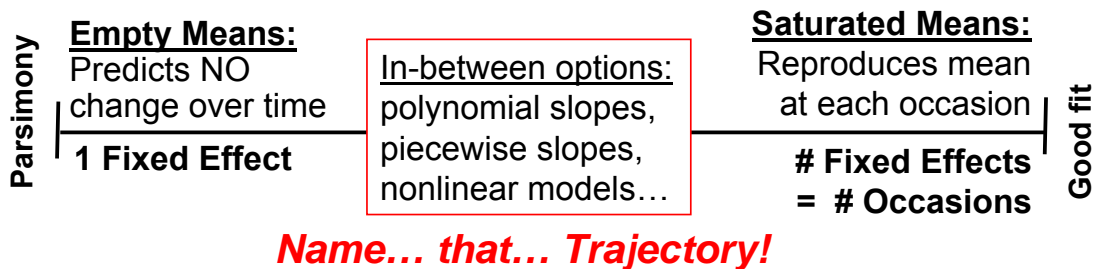 Parsimony
Empty Means:
Predicts NO
change over time
1 Fixed Effect
In-between options:
polynomial slopes,
piecewise slopes,
nonlinear models…
Saturated Means:
Reproduces mean
at each occasion
# Fixed Effects
= # Occasions
Good fit
Name… that… Trajectory!